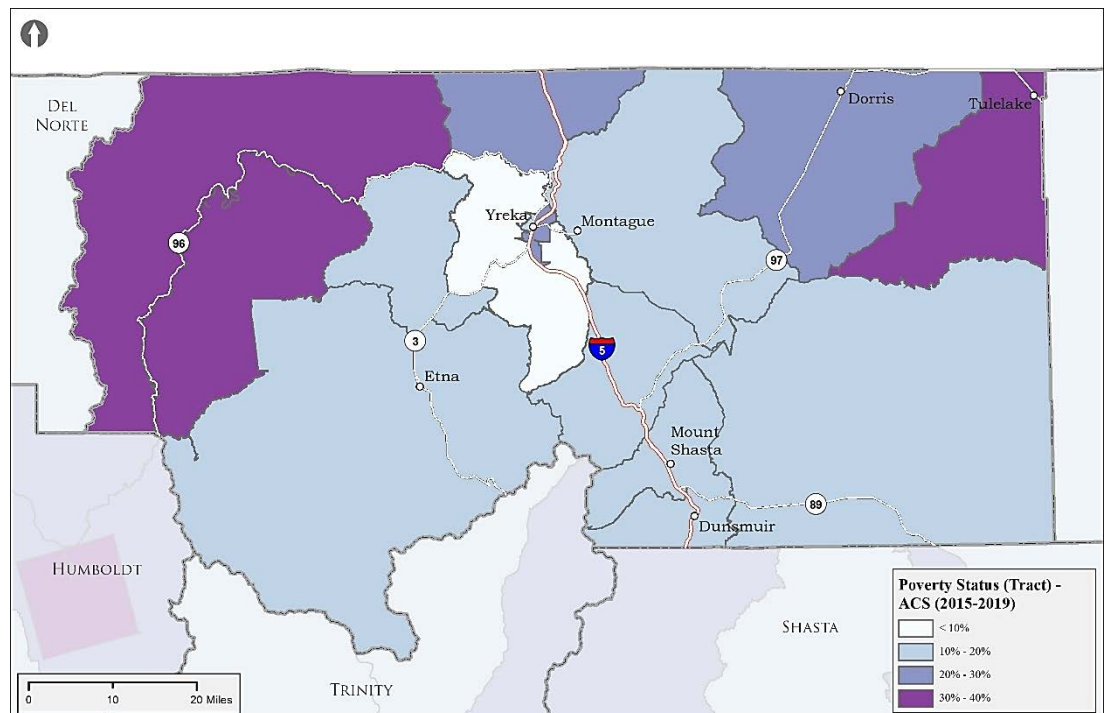 DEL
NORTE
Dorris
Tulelake
Yreka
Montague
96
97
3
5
Etna
Mount
Shasta
89
Dunsmuir
HUMBOLDT
SHASTA
TRINITY
Poverty Status (Tract) -
ACS (2015-2019)
< 10%
10% - 20%
20% - 30%
30% - 40%
0 10 20 Miles